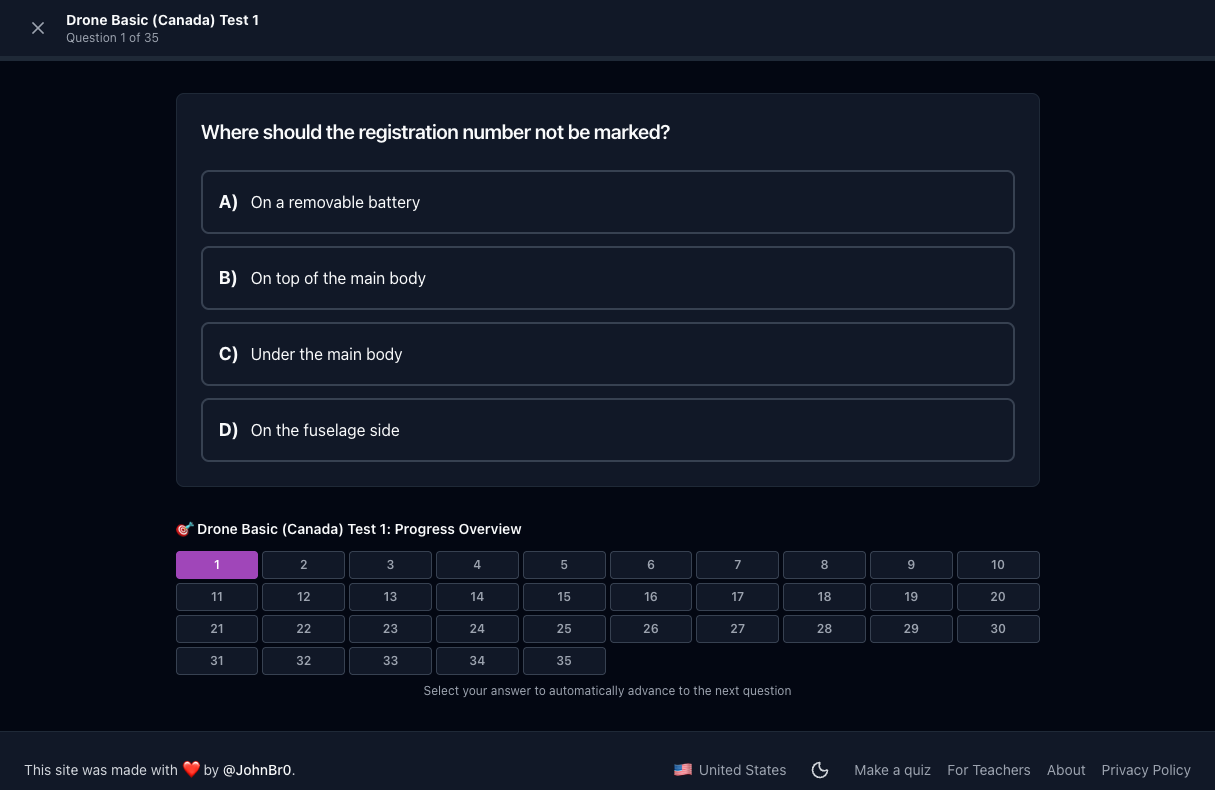 Drone Basic (Canada) Test 1
Question 1 of 35
Where should the registration number not be marked?
A) On a removable battery
B) On top of the main body
C) Under the main body
D) On the fuselage side
🎯 Drone Basic (Canada) Test 1: Progress Overview
1 2 3 4 5 6 7 8 9 10
11 12 13 14 15 16 17 18 19 20
21 22 23 24 25 26 27 28 29 30
31 32 33 34 35
Select your answer to automatically advance to the next question
This site was made with ❤️ by @JohnBr0. 🇺🇸 United States Make a quiz For Teachers About Privacy Policy